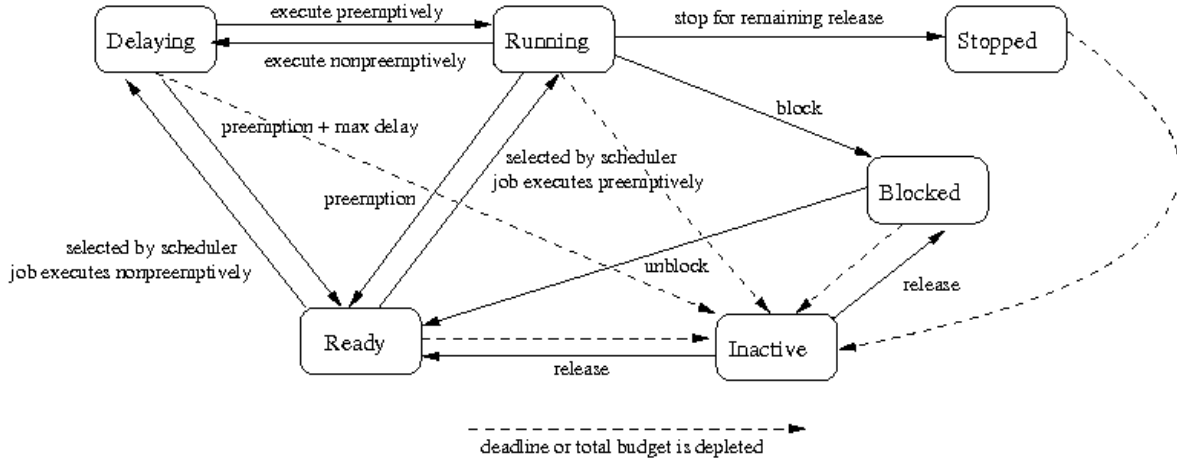 execute preemptively
stop for remaining release
Delaying
Running
Stopped
execute nonpreemptively
block
preemption + max delay
selected by scheduler
job executes preemptively
preemption
Blocked
selected by scheduler
job executes nonpreemptively
unblock
release
Ready
Inactive
release
deadline or total budget is depleted